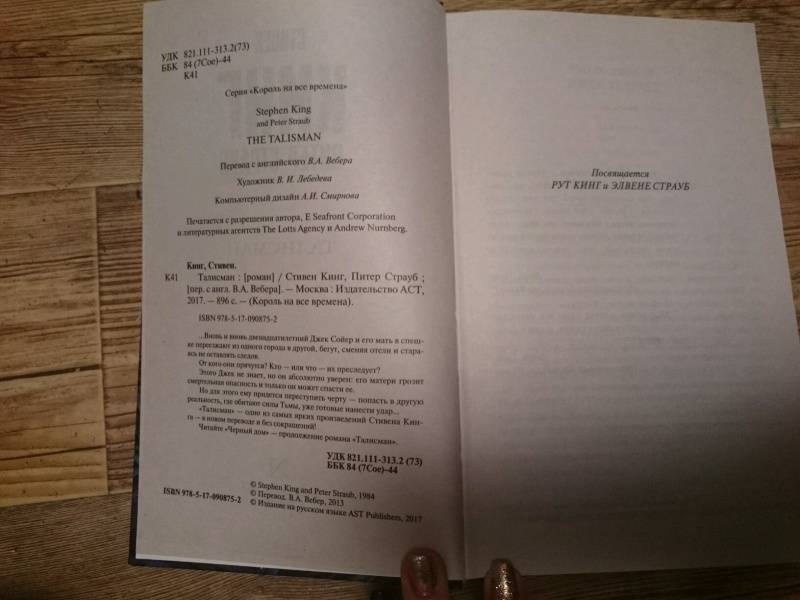 УДК 821.111-313.2(73)
ББК 84 (7Сое)-44
К41
Серия «Король на все времена»
Stephen King
and Peter Straub
THE TALISMAN
Перевод с английского В.А. Вебера
Художник В. И. Лебедева
Компьютерный дизайн А.И. Смирнова
Печатается с разрешения автора, E Seafront Corporation
и литературных агентств The Lotts Agency и Andrew Nurnberg.
Кинг, Стивен.
К41 Талисман : [роман] / Стивен Кинг, Питер Страуб ;
[пер. с англ. В.А. Вебера]. — Москва : Издательство АСТ,
2017. — 896 с. — (Король на все времена).
ISBN 978-5-17-090875-2
...Вновь и вновь двенадцатилетний Джек Сойер и его мать в спеш-
ке переезжают из одного города в другой, бегут, сменяя отели и стара-
ясь не оставлять следов.
От кого они прячутся? Кто — или что — их преследует?
Этого Джек не знает, но он абсолютно уверен: его матери грозит
смертельная опасность и только он может спасти ее.
Но для этого ему придется переступить черту — попасть в другую
реальность, где обитают силы Тьмы, уже готовые нанести удар...
«Талисман» — одно из самых ярких произведений Стивена Кин-
га — в новом переводе и без сокращений!
Читайте «Черный дом» — продолжение романа «Талисман».
УДК 821.111-313.2 (73)
ББК 84 (7Сое)-44
© Stephen King and Peter Straub, 1984
© Перевод. В.А. Вебер, 2013
ISBN 978-5-17-090875-2 © Издание на русском языке AST Publishers, 2017
Посвящается
РУТ КИНГ и ЭЛВЕНЕ СТРАУБ